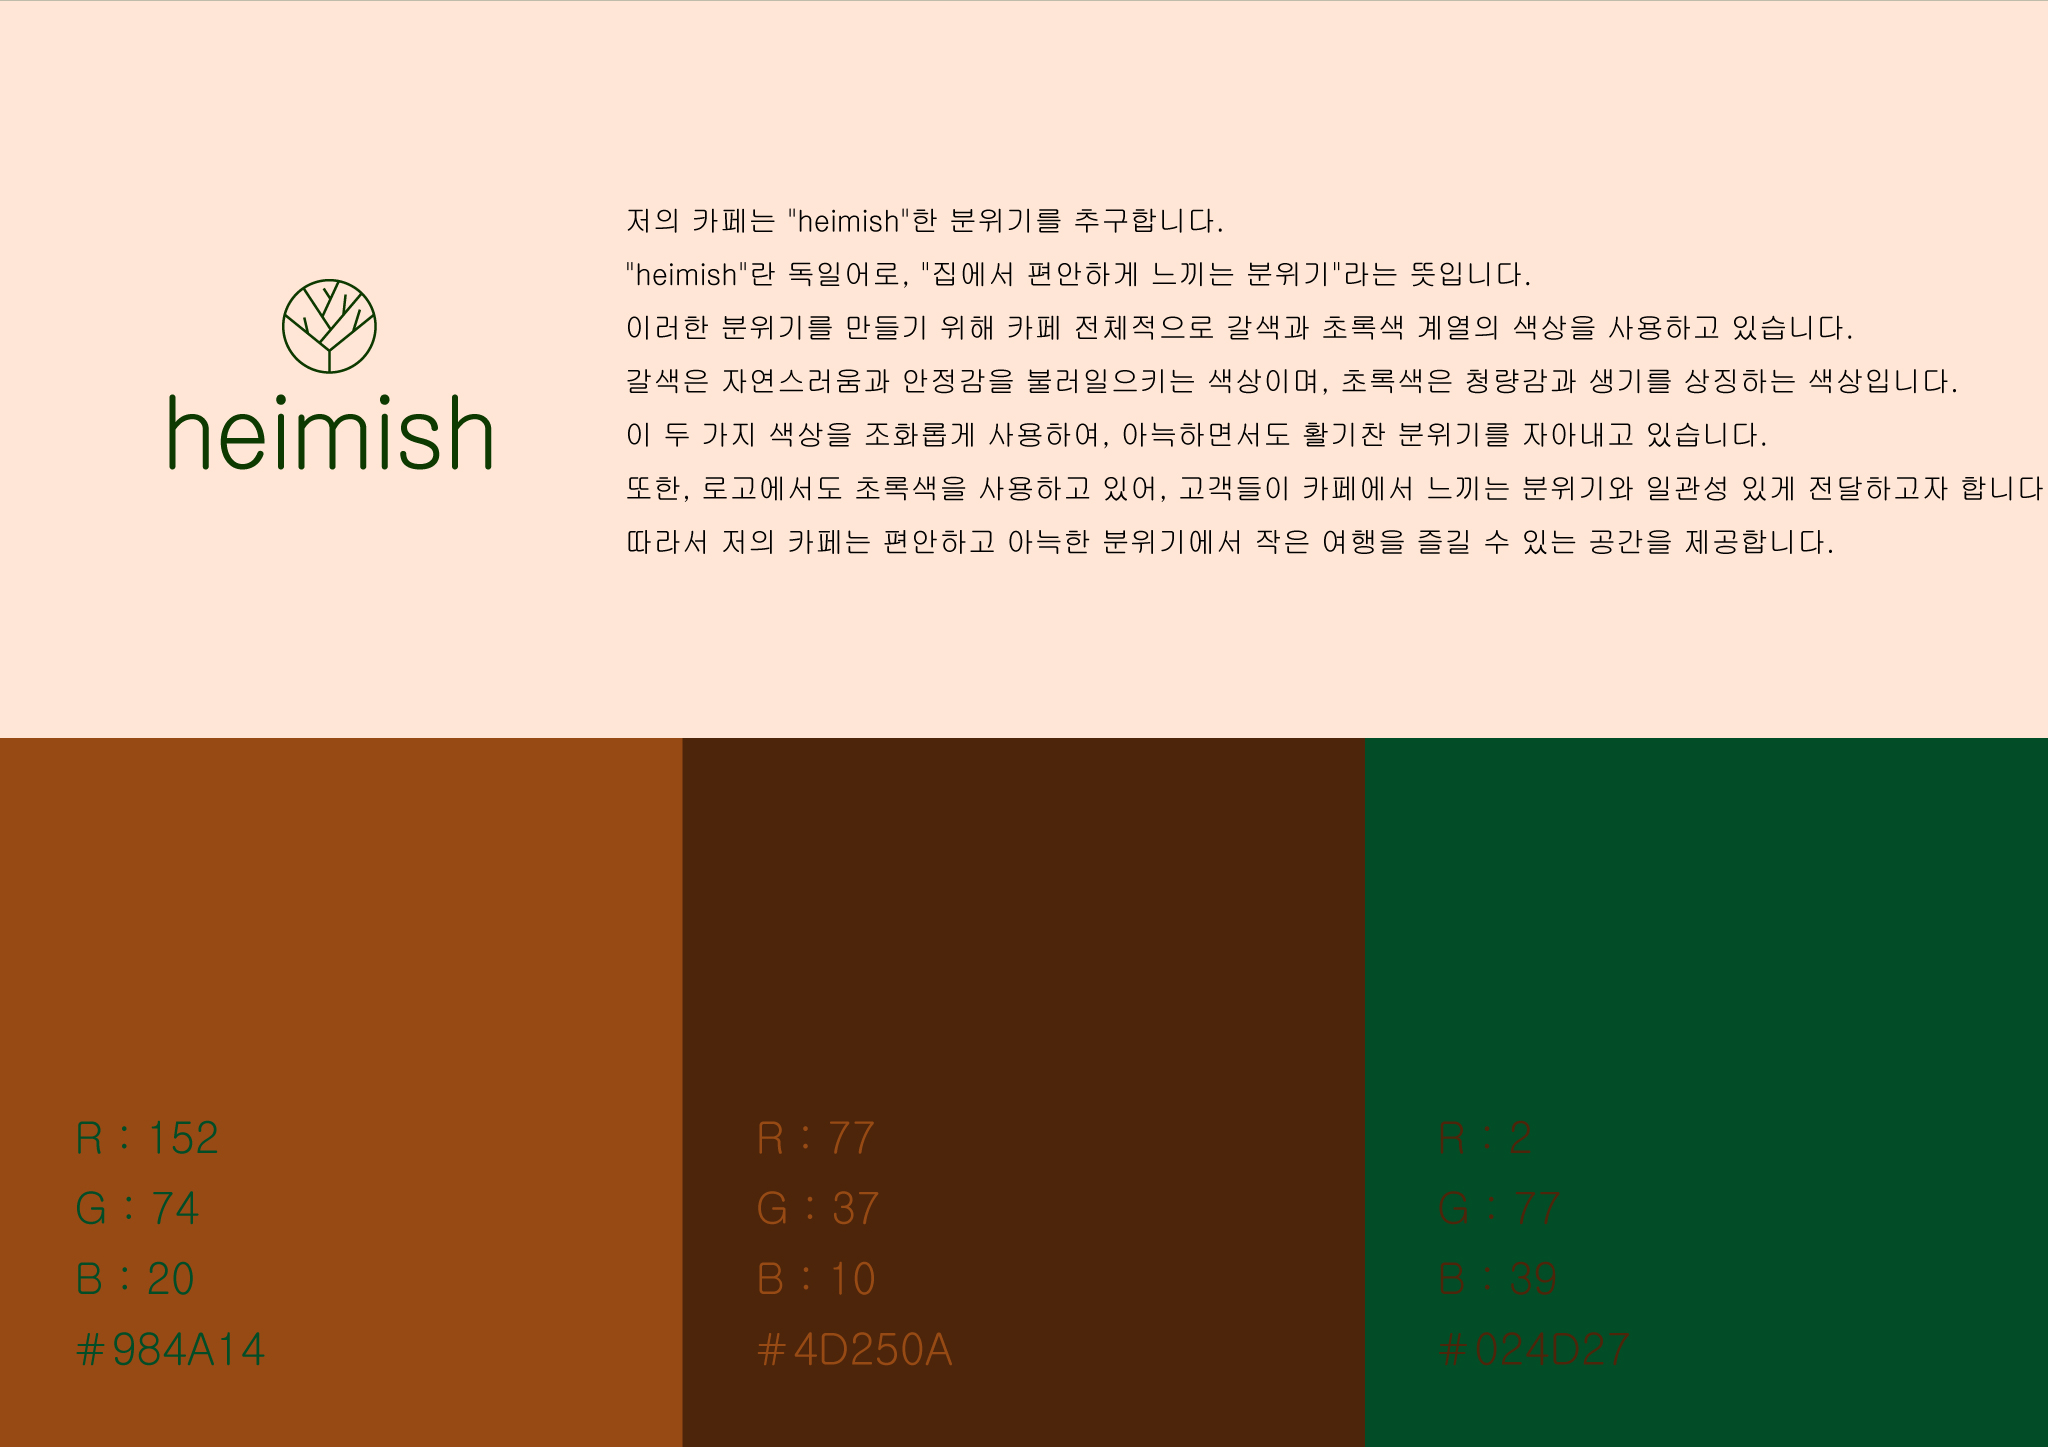 heimish
저의 카페는 "heimish"한 분위기를 추구합니다.
"heimish"란 독일어로, "집에서 편안하게 느끼는 분위기"라는 뜻입니다.
이러한 분위기를 만들기 위해 카페 전체적으로 갈색과 초록색 계열의 색상을 사용하고 있습니다.
갈색은 자연스러움과 안정감을 불러일으키는 색상이며, 초록색은 청량감과 생기를 상징하는 색상입니다.
이 두 가지 색상을 조화롭게 사용하여, 아늑하면서도 활기찬 분위기를 자아내고 있습니다.
또한, 로고에서도 초록색을 사용하고 있어, 고객들이 카페에서 느끼는 분위기와 일관성 있게 전달하고자 합니다
따라서 저의 카페는 편안하고 아늑한 분위기에서 작은 여행을 즐길 수 있는 공간을 제공합니다.
R : 152
G : 74
B : 20
#984A14
R : 77
G : 37
B : 10
#4D250A
R : 2
G : 77
B : 39
#024D27